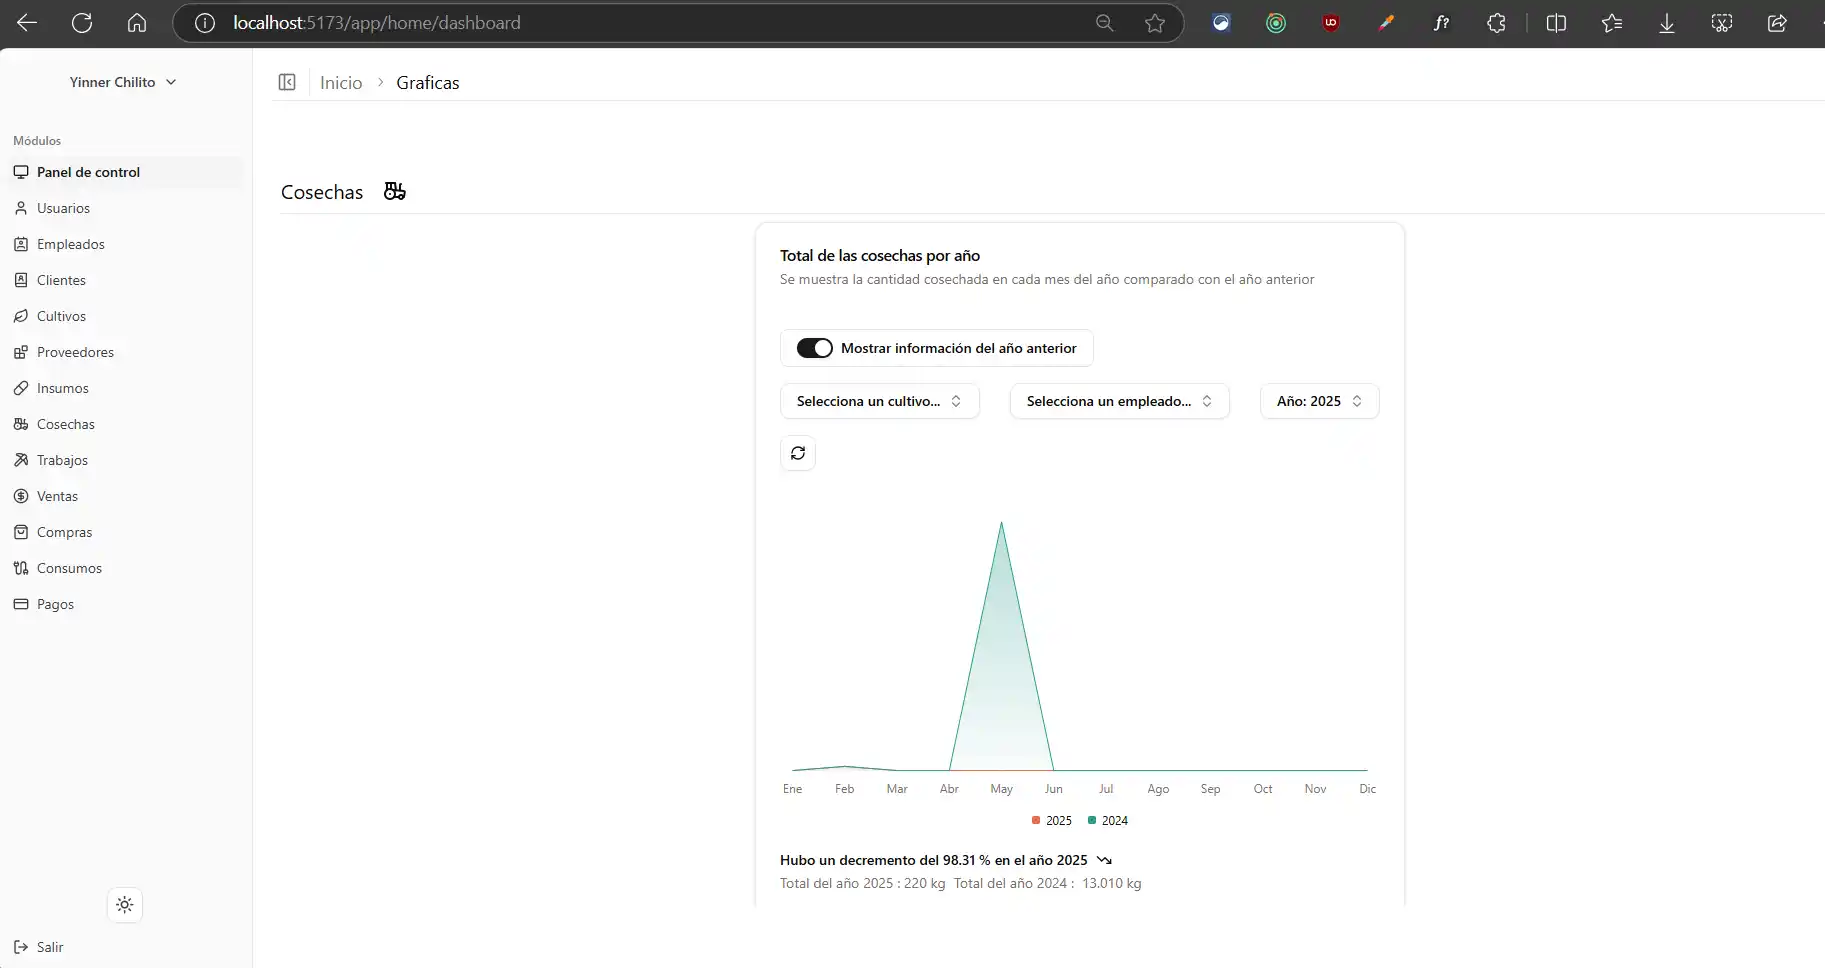 localhost:5173/app/home/dashboard
Yinner Chilito
Inicio > Graficas
Módulos
Panel de control
Usuarios
Empleados
Clientes
Cultivos
Proveedores
Insumos
Cosechas
Trabajos
Ventas
Compras
Consumos
Pagos
Salir
Cosechas
Total de las cosechas por año
Se muestra la cantidad cosechada en cada mes del año comparado con el año anterior
Mostrar información del año anterior
Selecciona un cultivo... Selecciona un empleado... Año: 2025
Ene Feb Mar Abr May Jun Jul Ago Sep Oct Nov Dic
2025 2024
Hubo un decremento del 98.31 % en el año 2025
Total del año 2025 : 220 kg Total del año 2024 : 13.010 kg